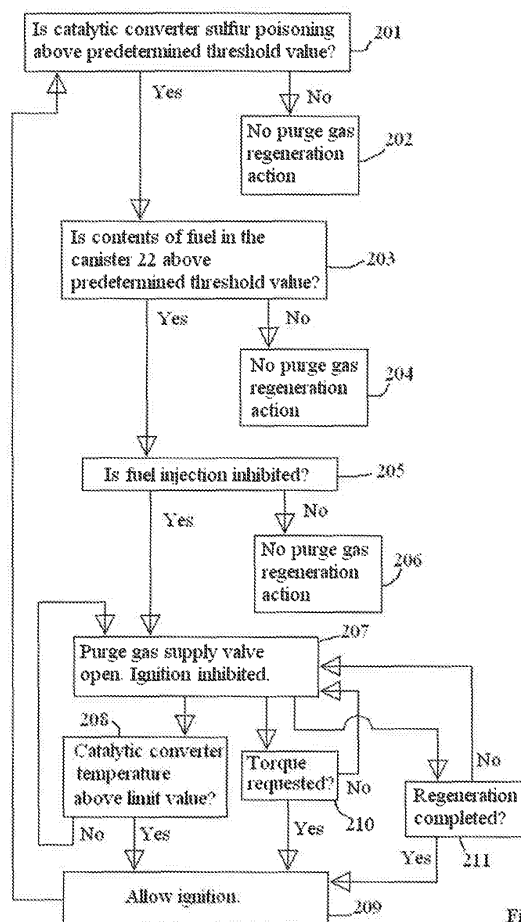 Is catalytic converter sulfur poisoning
above predetermined threshold value?
201
Yes
No
No purge gas
regeneration
action
202
Is contents of fuel in the
canister 22 above
predetermined threshold value?
203
Yes
No
No purge gas
regeneration
action
204
Is fuel injection inhibited?
205
Yes
No
No purge gas
regeneration
action
206
207
Purge gas supply valve
open. Ignition inhibited.
208
Catalytic converter
temperature
above limit value?
No
Yes
Torque
requested?
No
210
Yes
No
Regeneration
completed?
Yes
211
Allow ignition.
209